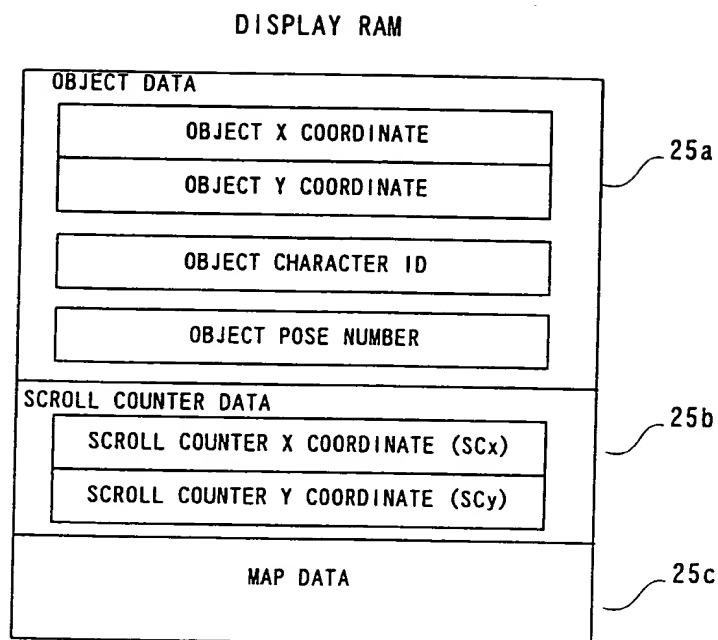 DISPLAY RAM
OBJECT DATA
OBJECT X COORDINATE
OBJECT Y COORDINATE
25a
OBJECT CHARACTER ID
OBJECT POSE NUMBER
SCROLL COUNTER DATA
SCROLL COUNTER X COORDINATE (SCx)
25b
SCROLL COUNTER Y COORDINATE (SCy)
MAP DATA
25c